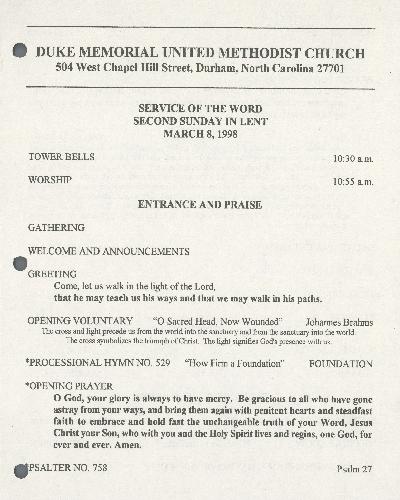 DUKE MEMORIAL UNITED METHODIST CHURCH
504 West Chapel Hill Street, Durham, North Carolina 27701
SERVICE OF THE WORD
SECOND SUNDAY IN LENT
MARCH 8, 1998
TOWER BELLS 10:30 a.m.
WORSHIP 10:55 a.m.
ENTRANCE AND PRAISE
GATHERING
WELCOME AND ANNOUNCEMENTS
GREETING
Come, let us walk in the light of the Lord,
that he may teach us his ways and that we may walk in his paths.
OPENING VOLUNTARY "O Sacred Head, Now Wounded" Johannes Brahms
The cross and light precede us from the world into the sanctuary and from the sanctuary into the world.
The cross symbolizes the triumph of Christ. The light signifies God's presence with us.
*PROCESSIONAL HYMN NO. 529 "How Firm a Foundation" FOUNDATION
*OPENING PRAYER
O God, your glory is always to have mercy. Be gracious to all who have gone
astray from your ways, and bring them again with penitent hearts and steadfast
faith to embrace and hold fast the unchangeable truth of your Word, Jesus
Christ your Son, who with you and the Holy Spirit lives and regins, one God, for
ever and ever. Amen.
*PSALTER NO. 758 Psalm 27